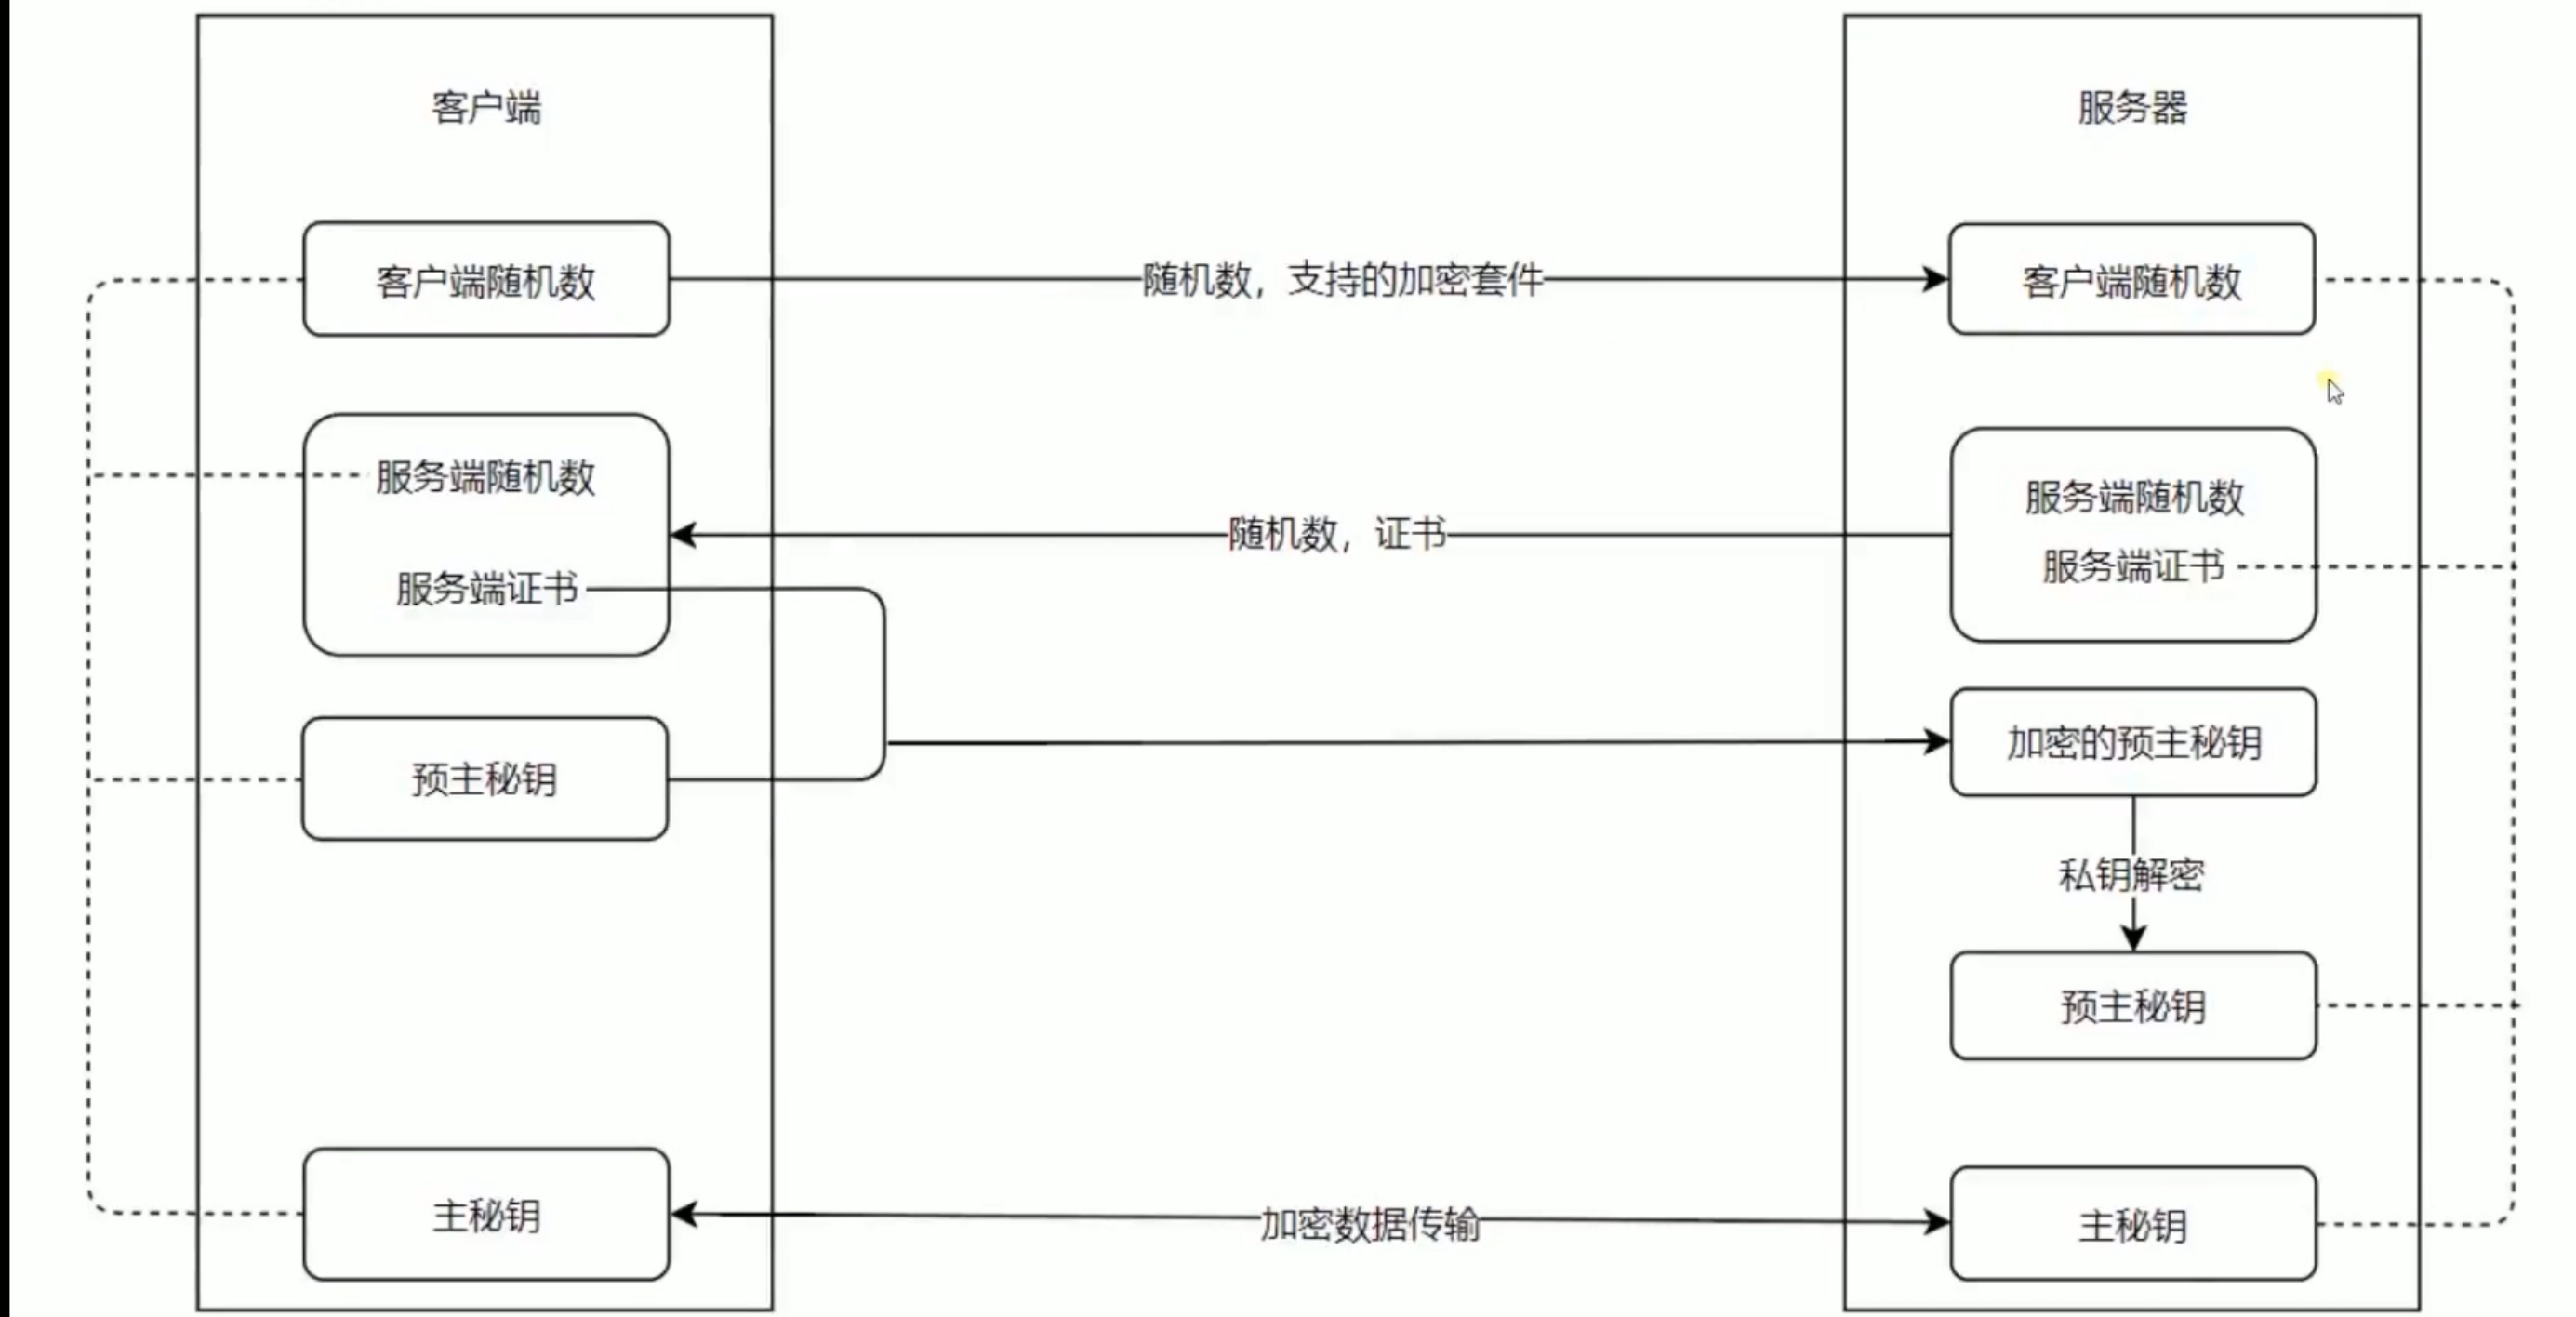 客户端
服务器
客户端随机数
随机数，支持的加密套件
客户端随机数
服务端随机数
服务端证书
随机数，证书
服务端随机数
服务端证书
预主秘钥
加密的预主秘钥
私钥解密
预主秘钥
主秘钥
加密数据传输
主秘钥